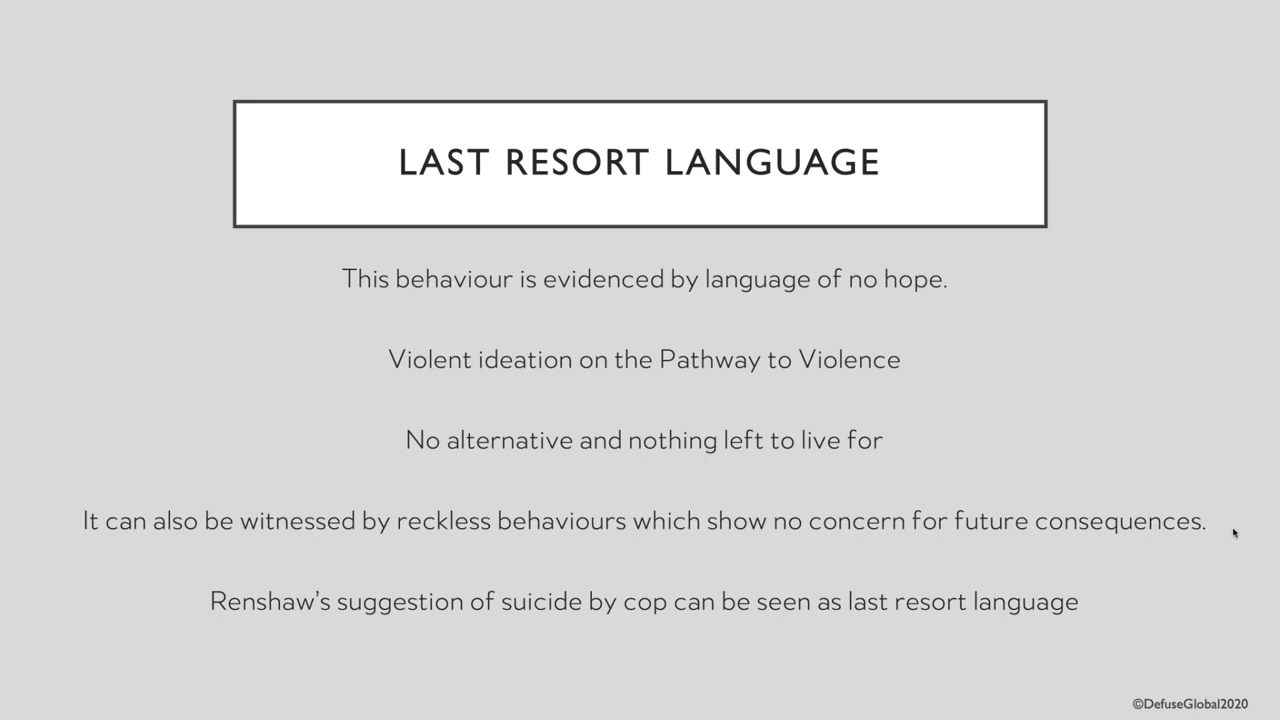 LAST RESORT LANGUAGE
This behaviour is evidenced by language of no hope.
Violent ideation on the Pathway to Violence
No alternative and nothing left to live for
It can also be witnessed by reckless behaviours which show no concern for future consequences.
Renshaw’s suggestion of suicide by cop can be seen as last resort language
©DefuseGlobal2020